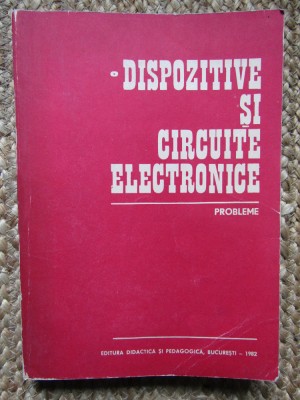 DISPOZITIVE
ȘI
CIRCUITE
ELECTRONICE
PROBLEME
EDITURA DIDACTICĂ ȘI PEDAGOGICĂ, BUCUREȘTI – 1982